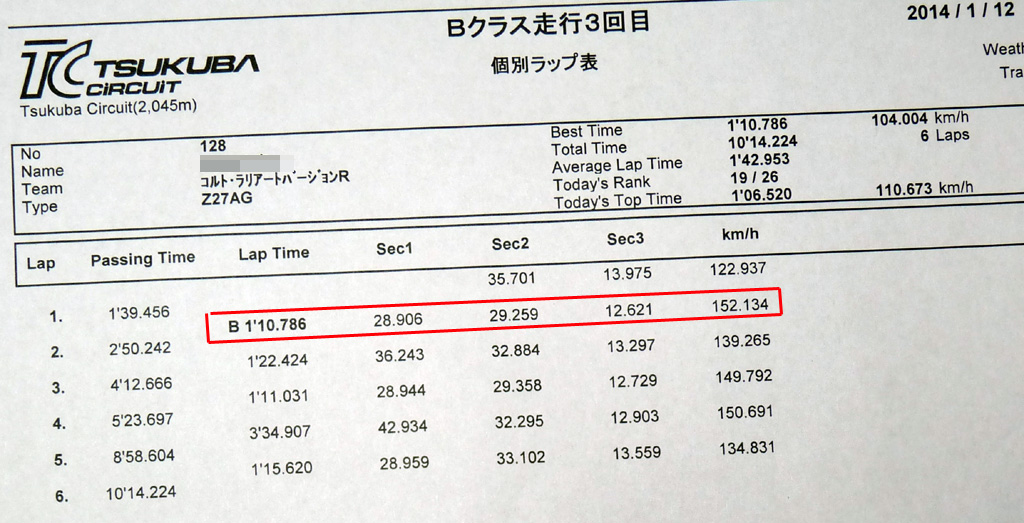 Bクラス走行3回目
2014 / 1 / 12
個別ラップ表
Weath
Tra
TC TSUKUBA
CIRCUIT
Tsukuba Circuit(2,045m)
No 128
Name
Team コルト・ラリアートバージョンR
Type Z27AG
Best Time 1'10.786 104.004 km/h
Total Time 10'14.224 6 Laps
Average Lap Time 1'42.953
Today's Rank 19 / 26
Today's Top Time 1'06.520 110.673 km/h
Lap Passing Time Lap Time Sec1 Sec2 Sec3 km/h
35.701 13.975 122.937
1. 1'39.456
B 1'10.786 28.906 29.259 12.621 152.134
2. 2'50.242
1'22.424 36.243 32.884 13.297 139.265
3. 4'12.666
1'11.031 28.944 29.358 12.729 149.792
4. 5'23.697
3'34.907 42.934 32.295 12.903 150.691
5. 8'58.604
1'15.620 28.959 33.102 13.559 134.831
6. 10'14.224